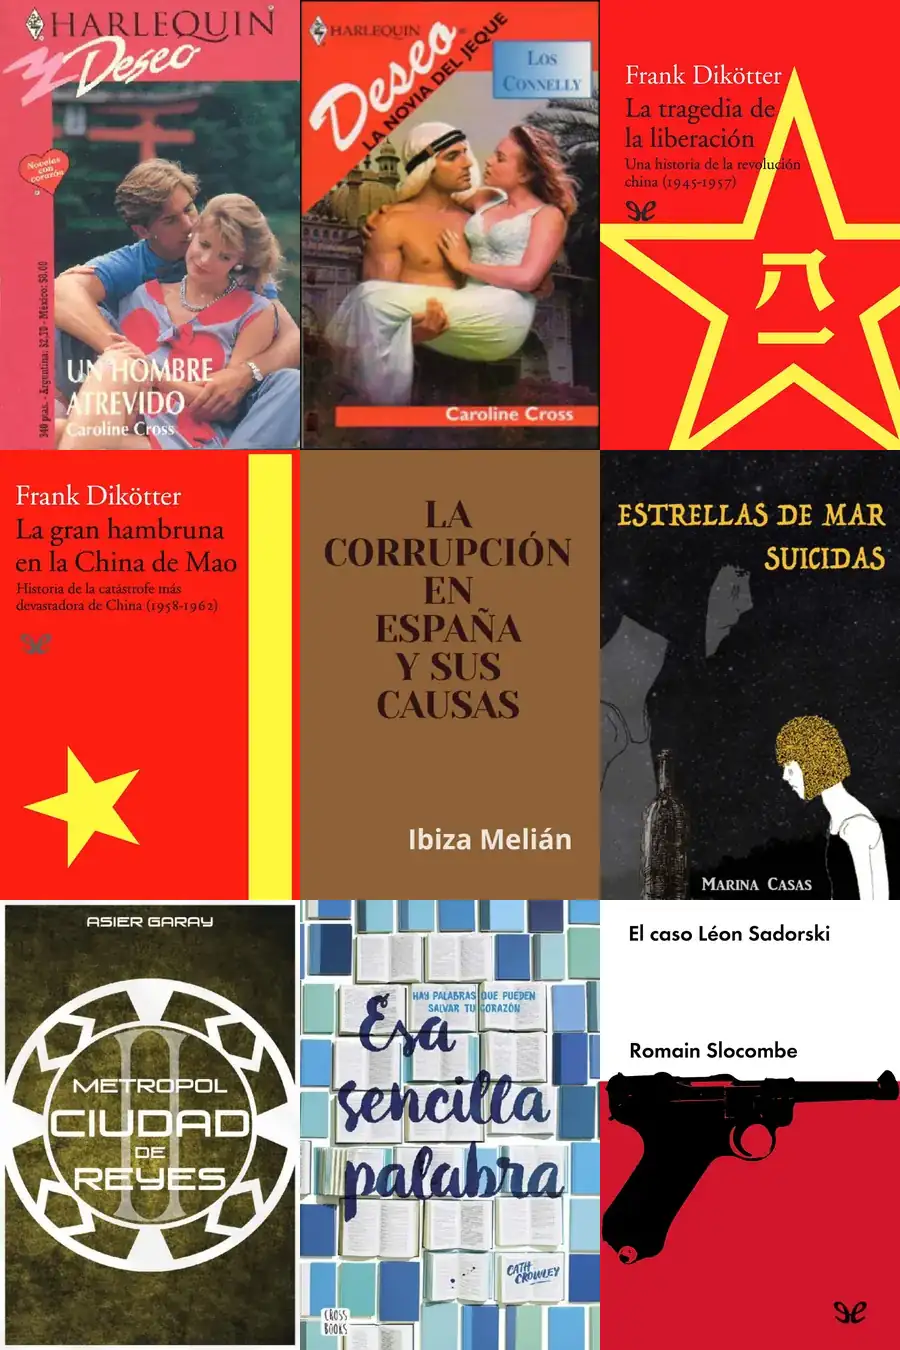 HARLEQUIN
Deseo
Novelas
con
corazón
340 ptas. - Argentina: $2.70 - México: $8.00
UN HOMBRE
ATREVIDO
Caroline Cross
HARLEQUIN
Deseo
LA NOVIA DEL JEQUE
LOS
CONNELLY
Caroline Cross
Frank Dikötter
La tragedia de
la liberación
Una historia de la revolución
china (1945-1957)
八一
Frank Dikötter
La gran hambruna
en la China de Mao
Historia de la catástrofe más
devastadora de China (1958-1962)
LA
CORRUPCIÓN
EN
ESPAÑA
Y SUS
CAUSAS
Ibiza Melián
ESTRELLAS DE MAR
SUICIDAS
MARINA CASAS
ASIER GARAY
II
METROPOL
CIUDAD
DE
REYES
HAY PALABRAS QUE PUEDEN
SALVAR TU CORAZÓN
Esa
sencilla
palabra
CATH
CROWLEY
CROSS
BOOKS
El caso Léon Sadorski
Romain Slocombe